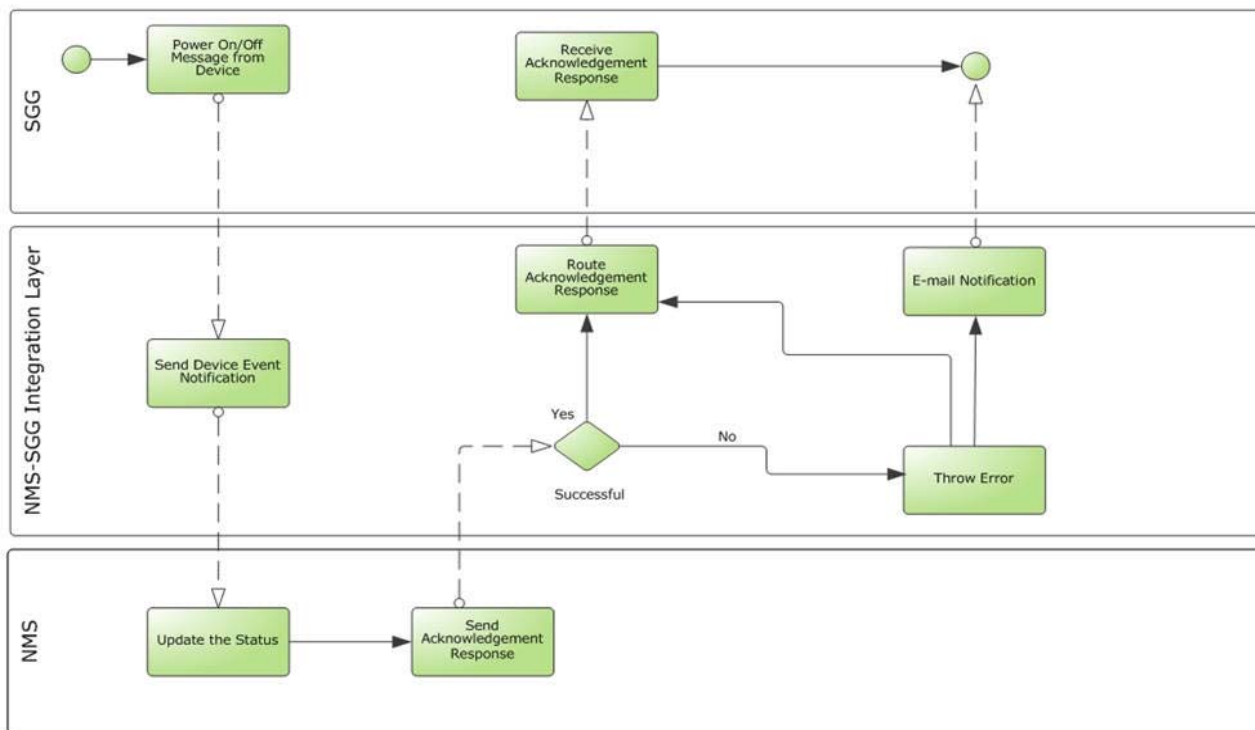 SGG
Power On/Off
Message from
Device
Receive
Acknowledgement
Response
NMS-SGG Integration Layer
Route
Acknowledgement
Response
E-mail Notification
Send Device Event
Notification
Yes
No
Successful
Throw Error
NMS
Update the Status
Send
Acknowledgement
Response